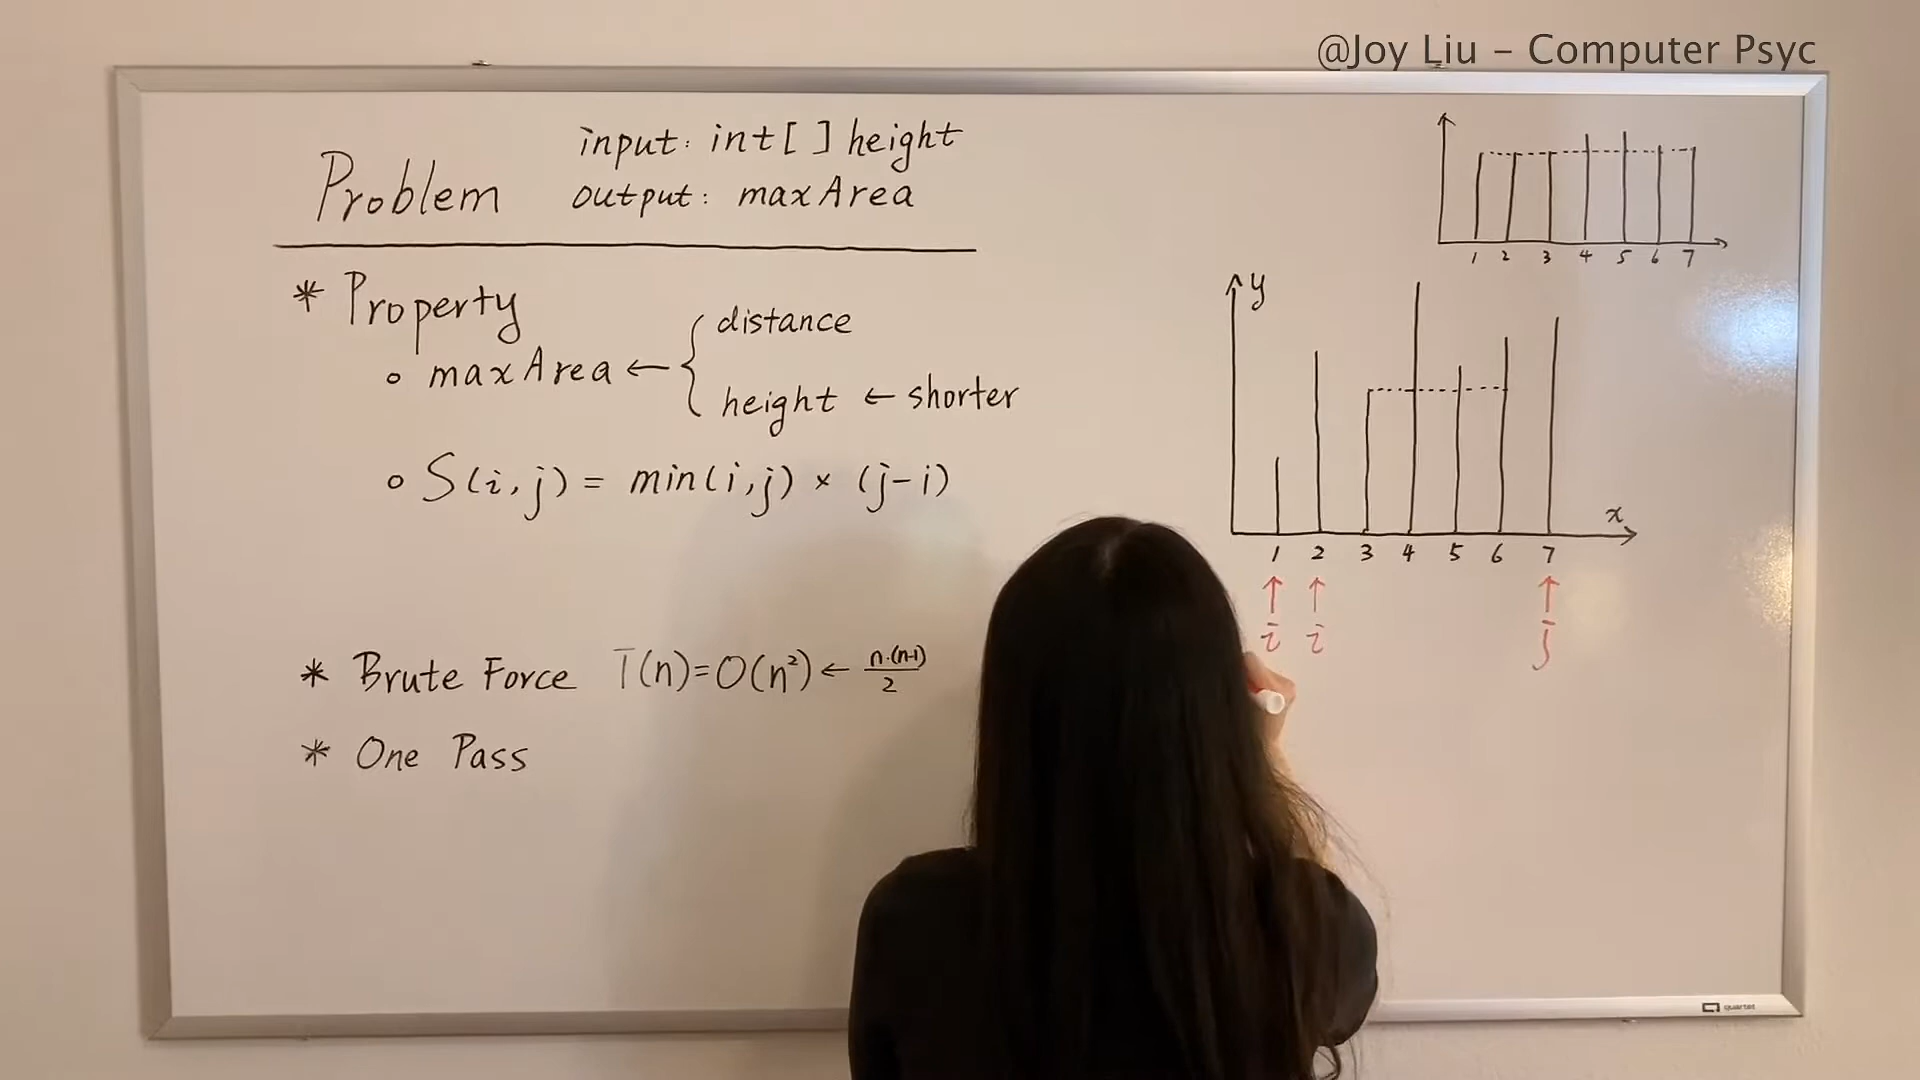 @Joy Liu – Computer Psyc
Problem
input: int[ ] height
output: maxArea
* Property
o maxArea ← { distance
height ← shorter
o S(i,j) = min(i,j) × (j-i)
* Brute Force T(n)=O(n²) ← n·(n-1)/2
* One Pass
1 2 3 4 5 6 7
y
x
1 2 3 4 5 6 7
↑ ↑ ↑
i i j
quartet